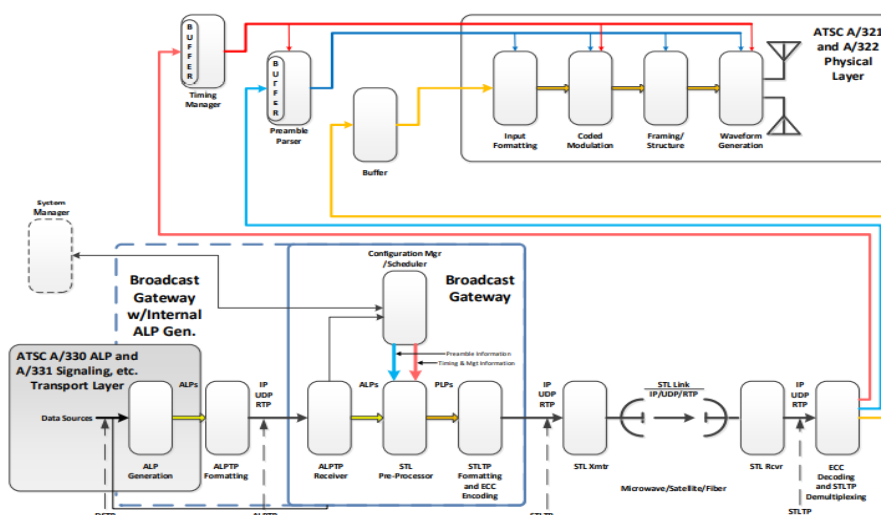 B
U
F
F
E
R
Timing
Manager
B
U
F
F
E
R
Preamble
Parser
Buffer
ATSC A/321
and A/322
Physical
Layer
Input
Formatting
Coded
Modulation
Framing/
Structure
Waveform
Generation
System
Manager
Broadcast
Gateway
w/Internal
ALP Gen.
Configuration Mgr
/Scheduler
Broadcast
Gateway
Preamble Information
Timing & Mgt Information
ATSC A/330 ALP and
A/331 Signaling, etc.
Transport Layer
Data Sources
ALPs
ALP
Generation
ALPTP
Formatting
IP
UDP
RTP
ALPTP
Receiver
ALPs
STL
Pre-Processor
PLPs
STLTP
Formatting
and ECC
Encoding
IP
UDP
RTP
STL Xmtr
STL Link
IP/UDP/RTP
Microwave/Satellite/Fiber
STL Rcvr
IP
UDP
RTP
ECC
Decoding
and STLTP
Demultiplexing
STLTP
STLTP